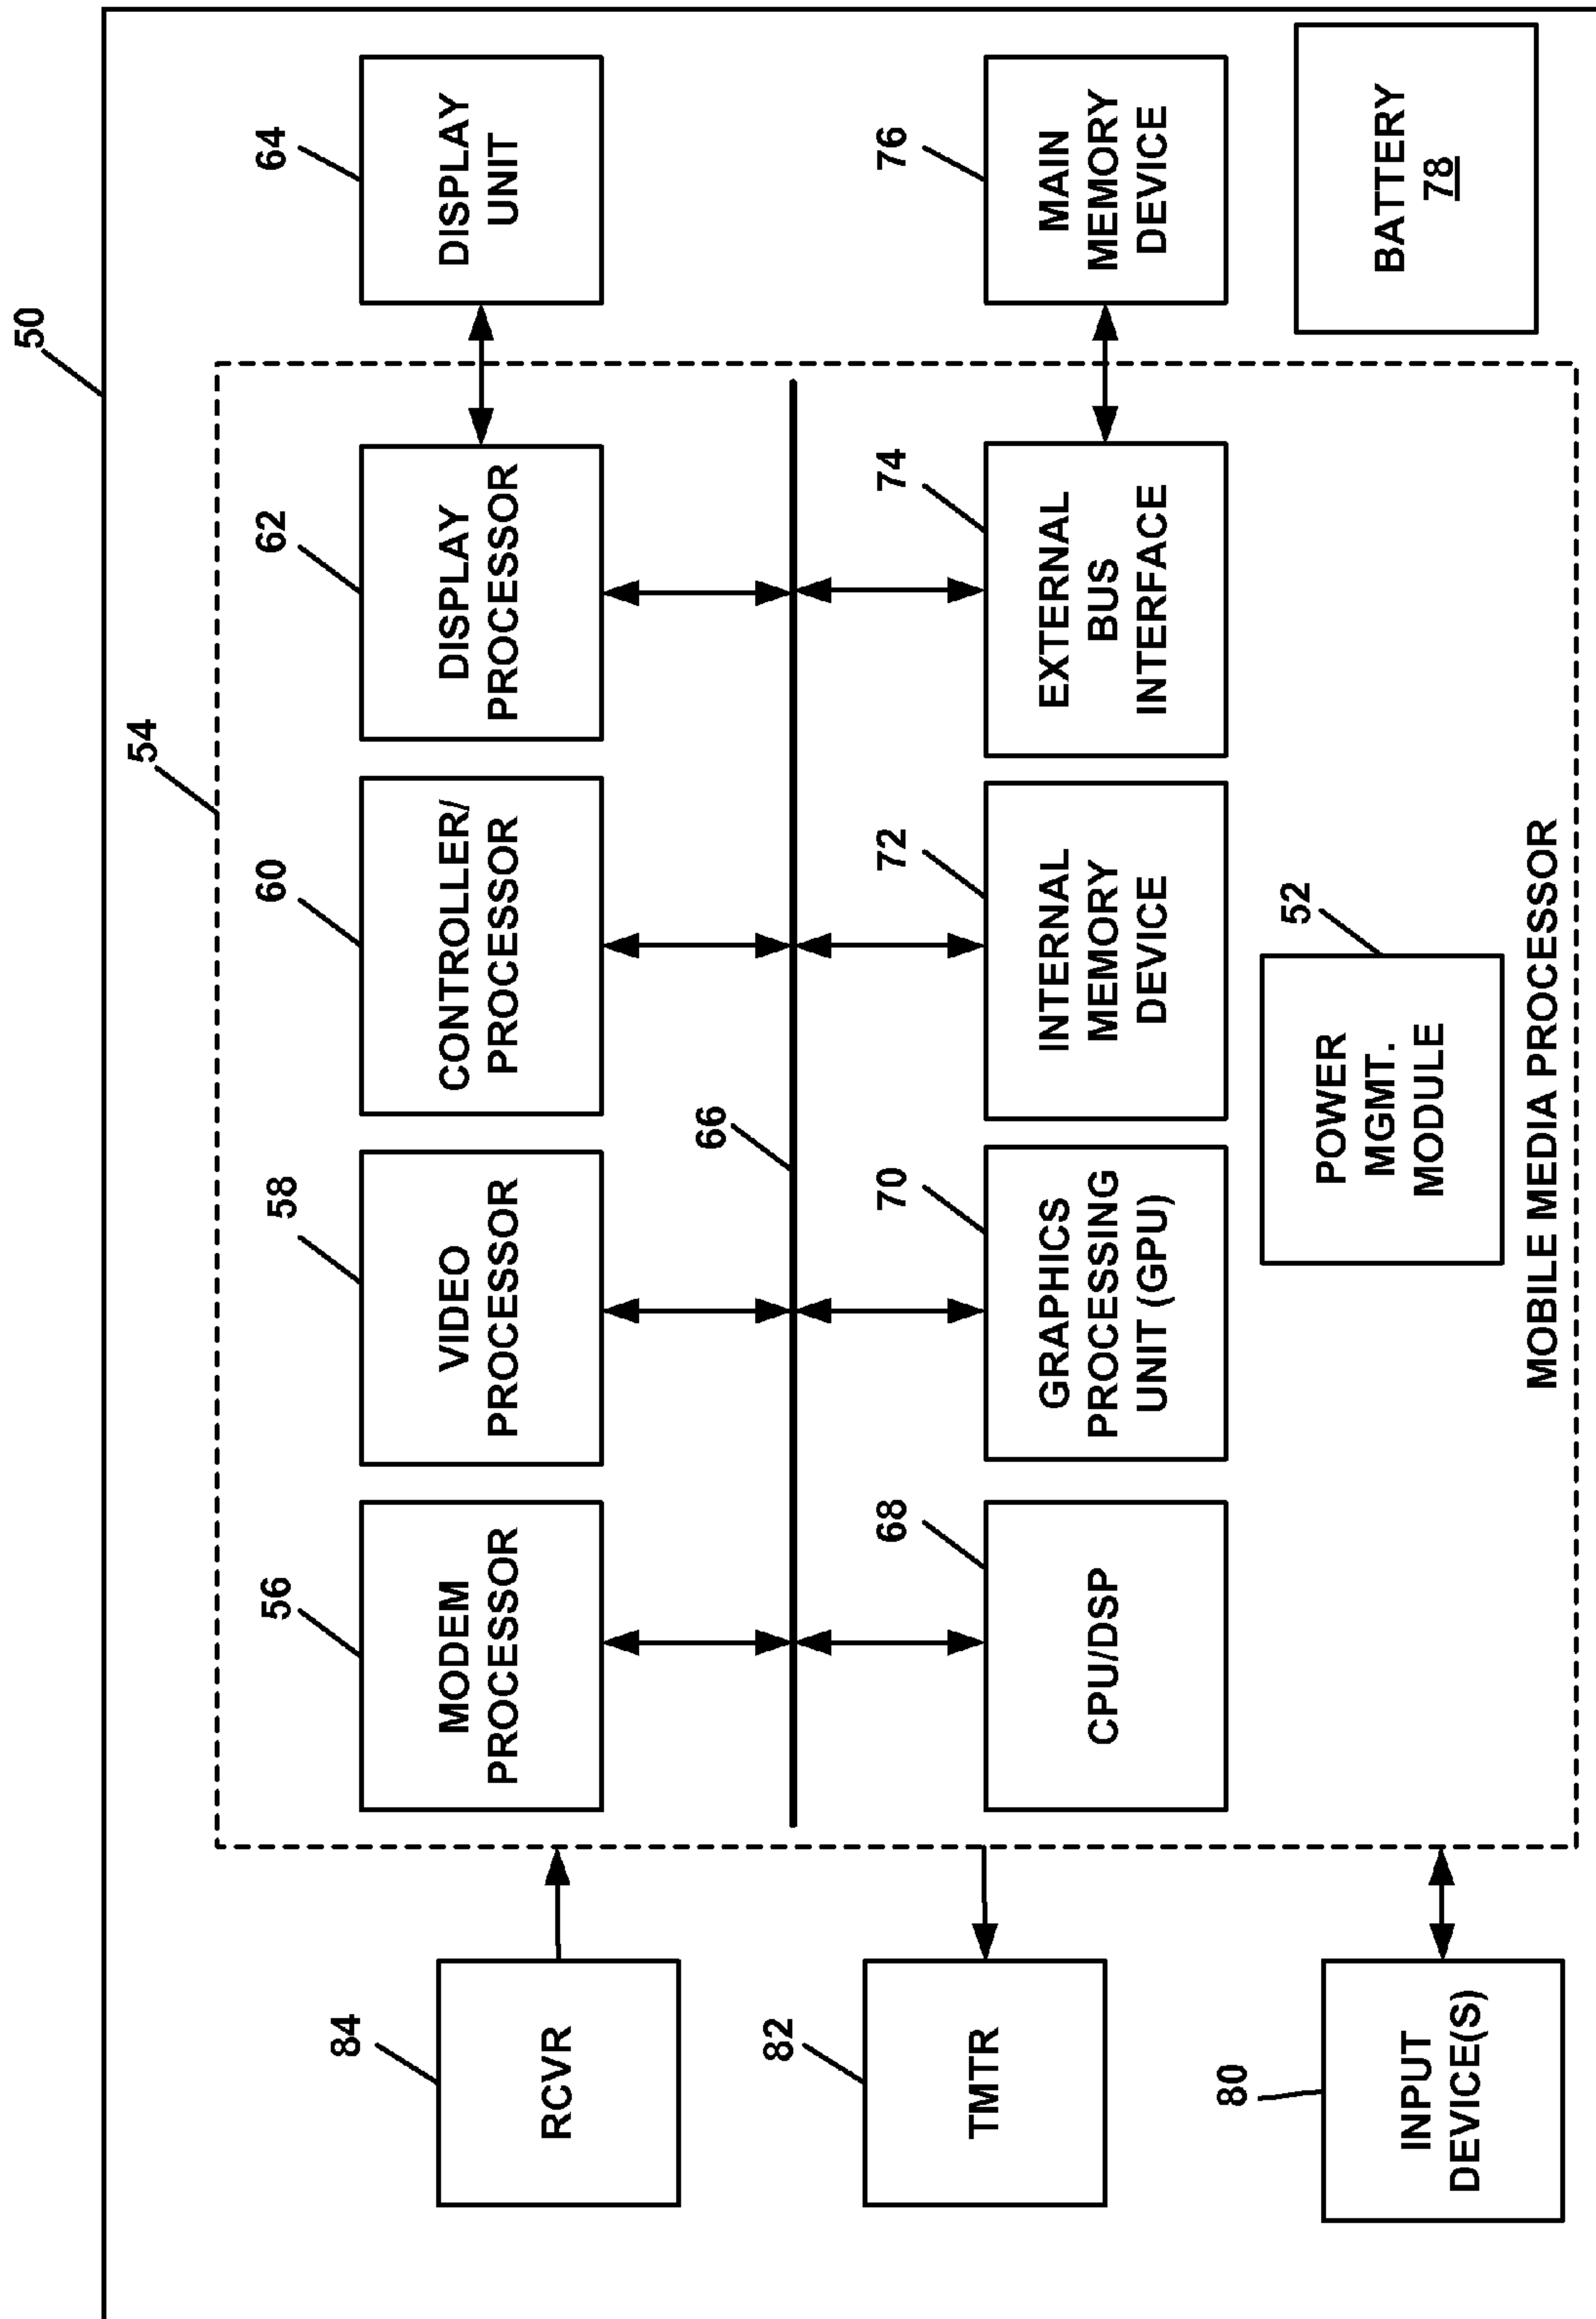 50
54
84
RCVR
82
TMTR
80
INPUT
DEVICE(S)
56
MODEM
PROCESSOR
58
VIDEO
PROCESSOR
60
CONTROLLER/
PROCESSOR
62
DISPLAY
PROCESSOR
64
DISPLAY
UNIT
66
68
CPU/DSP
70
GRAPHICS
PROCESSING
UNIT (GPU)
72
INTERNAL
MEMORY
DEVICE
74
EXTERNAL
BUS
INTERFACE
76
MAIN
MEMORY
DEVICE
52
POWER
MGMT.
MODULE
BATTERY
78
MOBILE MEDIA PROCESSOR